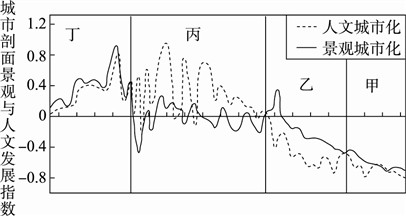 城市剖面景观与人文发展指数
1.2
0.8
0.4
0
-0.4
-0.8
丁
丙
乙
甲
人文城市化
景观城市化